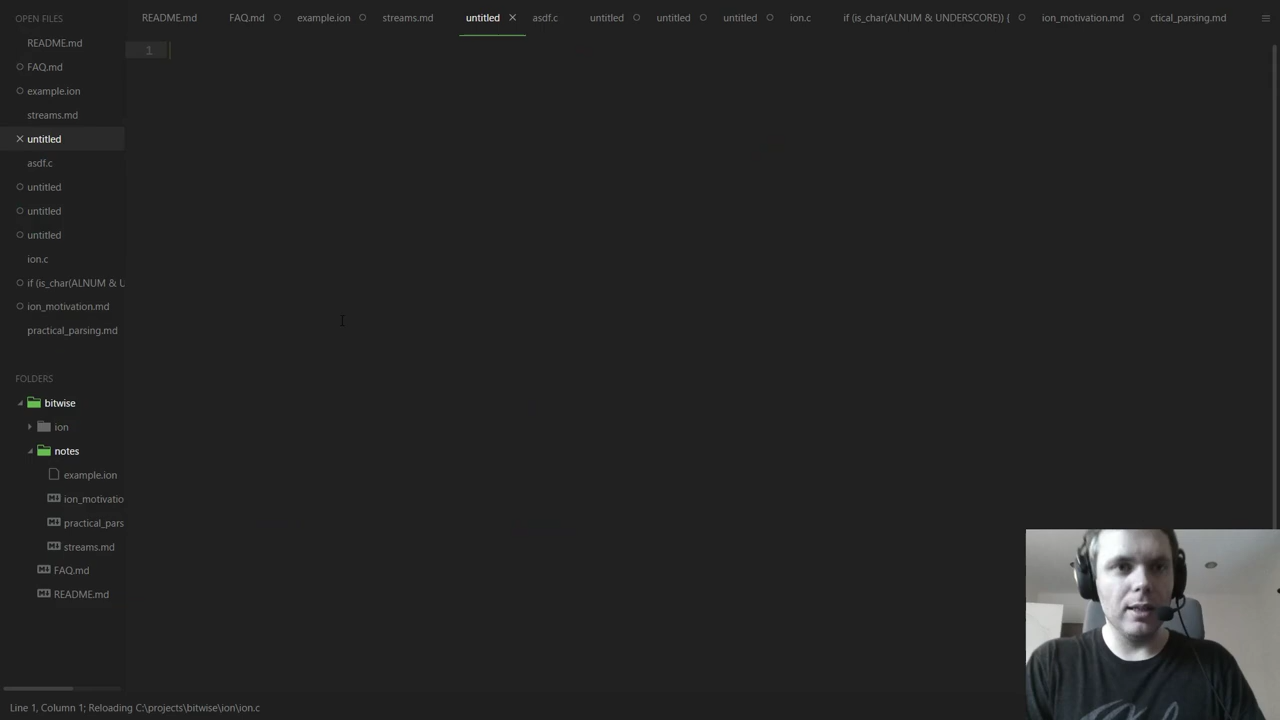 OPEN FILES
README.md
FAQ.md
example.ion
streams.md
untitled
asdf.c
untitled
untitled
untitled
ion.c
if (is_char(ALNUM & UNDERSCORE)) {
ion_motivation.md
ctical_parsing.md
README.md
FAQ.md
example.ion
streams.md
untitled
asdf.c
untitled
untitled
untitled
ion.c
if (is_char(ALNUM & U
ion_motivation.md
practical_parsing.md
FOLDERS
bitwise
ion
notes
example.ion
ion_motivatio
practical_pars
streams.md
FAQ.md
README.md
1
Line 1, Column 1; Reloading C:\projects\bitwise\ion\ion.c